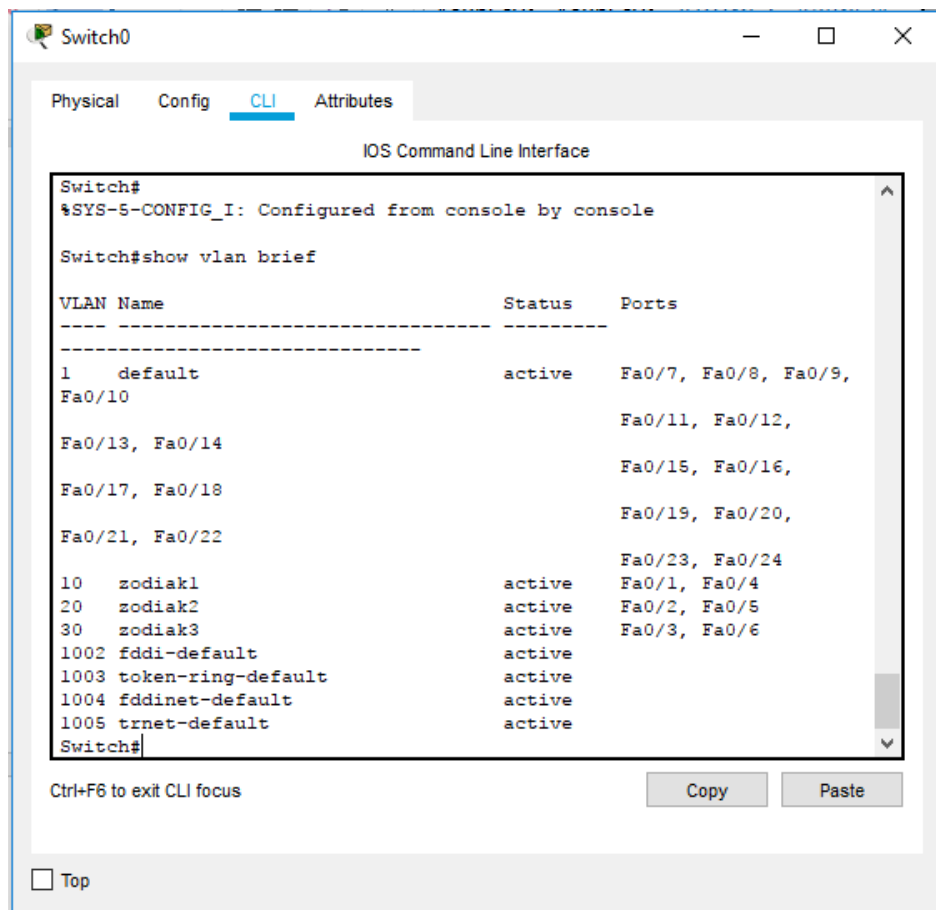 Switch0
Physical Config CLI Attributes
IOS Command Line Interface
Switch#
%SYS-5-CONFIG_I: Configured from console by console
Switch#show vlan brief
VLAN Name                             Status    Ports
---- -------------------------------- ---------
-------------------------------
1    default                          active    Fa0/7, Fa0/8, Fa0/9,
Fa0/10
                                                Fa0/11, Fa0/12,
Fa0/13, Fa0/14
                                                Fa0/15, Fa0/16,
Fa0/17, Fa0/18
                                                Fa0/19, Fa0/20,
Fa0/21, Fa0/22
                                                Fa0/23, Fa0/24
10   zodiak1                          active    Fa0/1, Fa0/4
20   zodiak2                          active    Fa0/2, Fa0/5
30   zodiak3                          active    Fa0/3, Fa0/6
1002 fddi-default                     active
1003 token-ring-default               active
1004 fddinet-default                  active
1005 trnet-default                    active
Switch#
Ctrl+F6 to exit CLI focus Copy Paste
Top